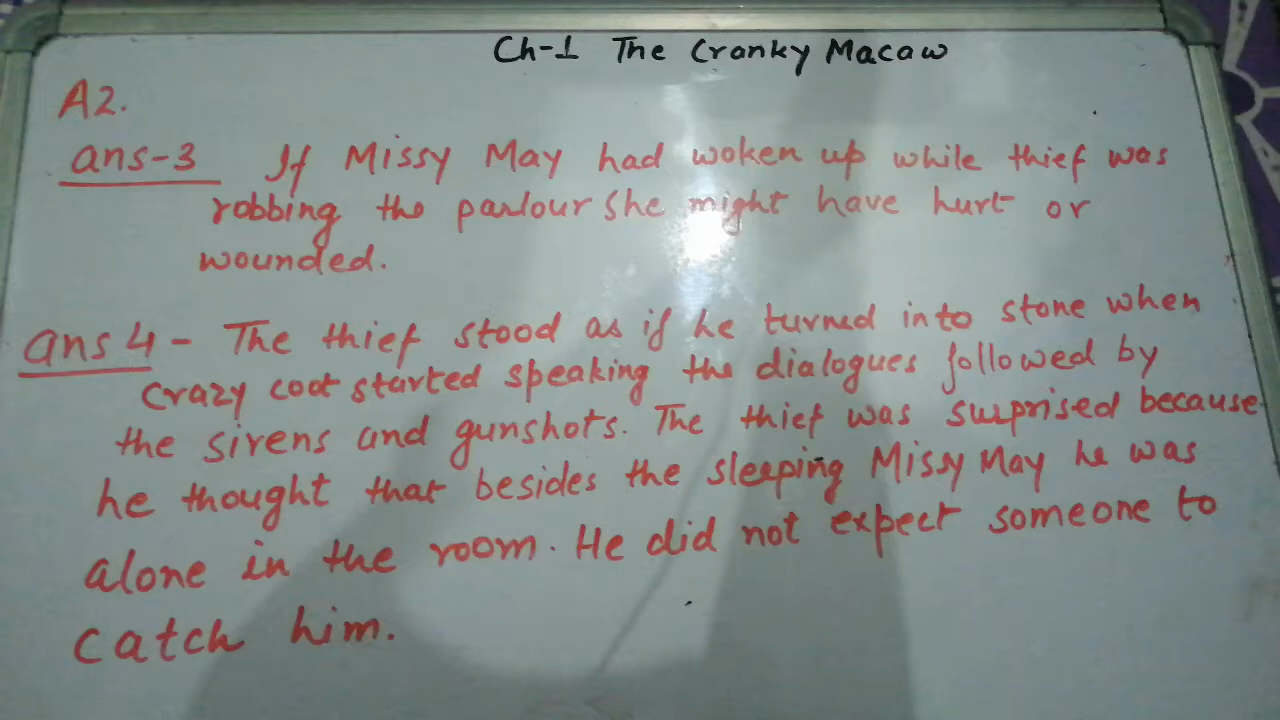 Ch-1 The Cranky Macaw
A2.
ans-3 If Missy May had woken up while thief was
robbing the parlour She might have hurt or
wounded.
ans 4 - The thief stood as if he turned into stone when
crazy coot started speaking the dialogues followed by
the sirens and gunshots. The thief was surprised because
he thought that besides the sleeping Missy May he was
alone in the room. He did not expect someone to
catch him.